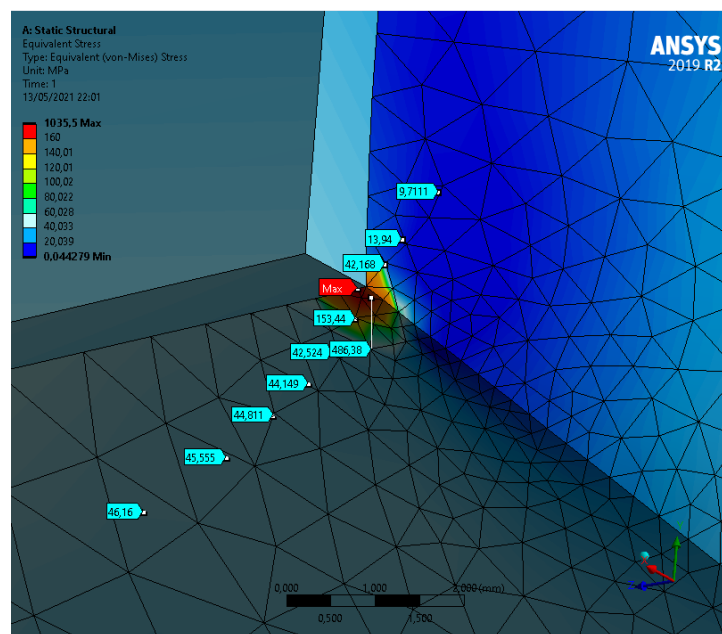 A: Static Structural
Equivalent Stress
Type: Equivalent (von-Mises) Stress
Unit: MPa
Time: 1
13/05/2021 22:01
ANSYS
2019 R2
1035,5 Max
160
140,01
120,01
100,02
80,022
60,028
40,033
20,039
0,044279 Min
9,7111
13,94
42,168
Max
153,44
42,524
486,38
44,149
44,811
45,555
46,16
0,000
1,000
2,000 (mm)
0,500
1,500
Y
Z